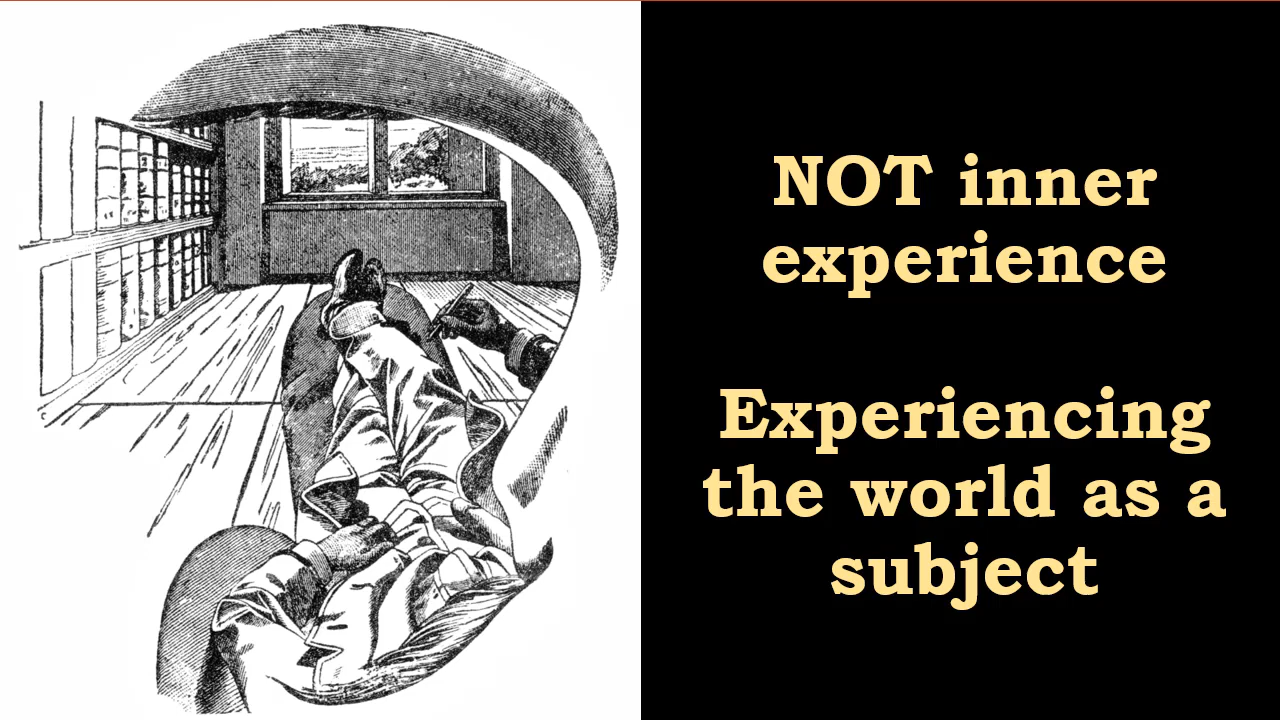 NOT inner
experience
Experiencing
the world as a
subject